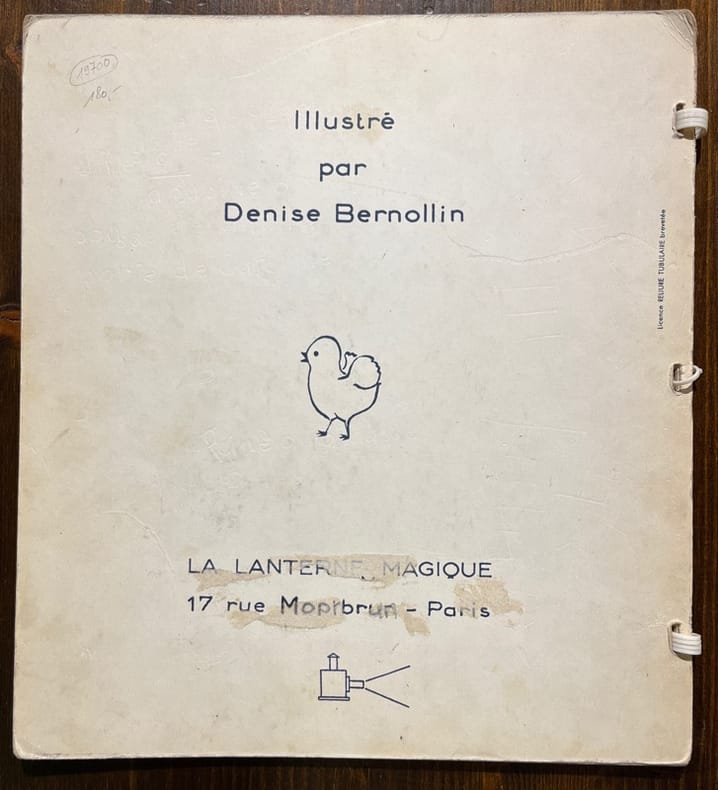 19700
180,-
Illustré
par
Denise Bernollin
Licence RELIURE TUBULAIRE brevetée
LA LANTERNE MAGIQUE
17 rue Montbrun - Paris